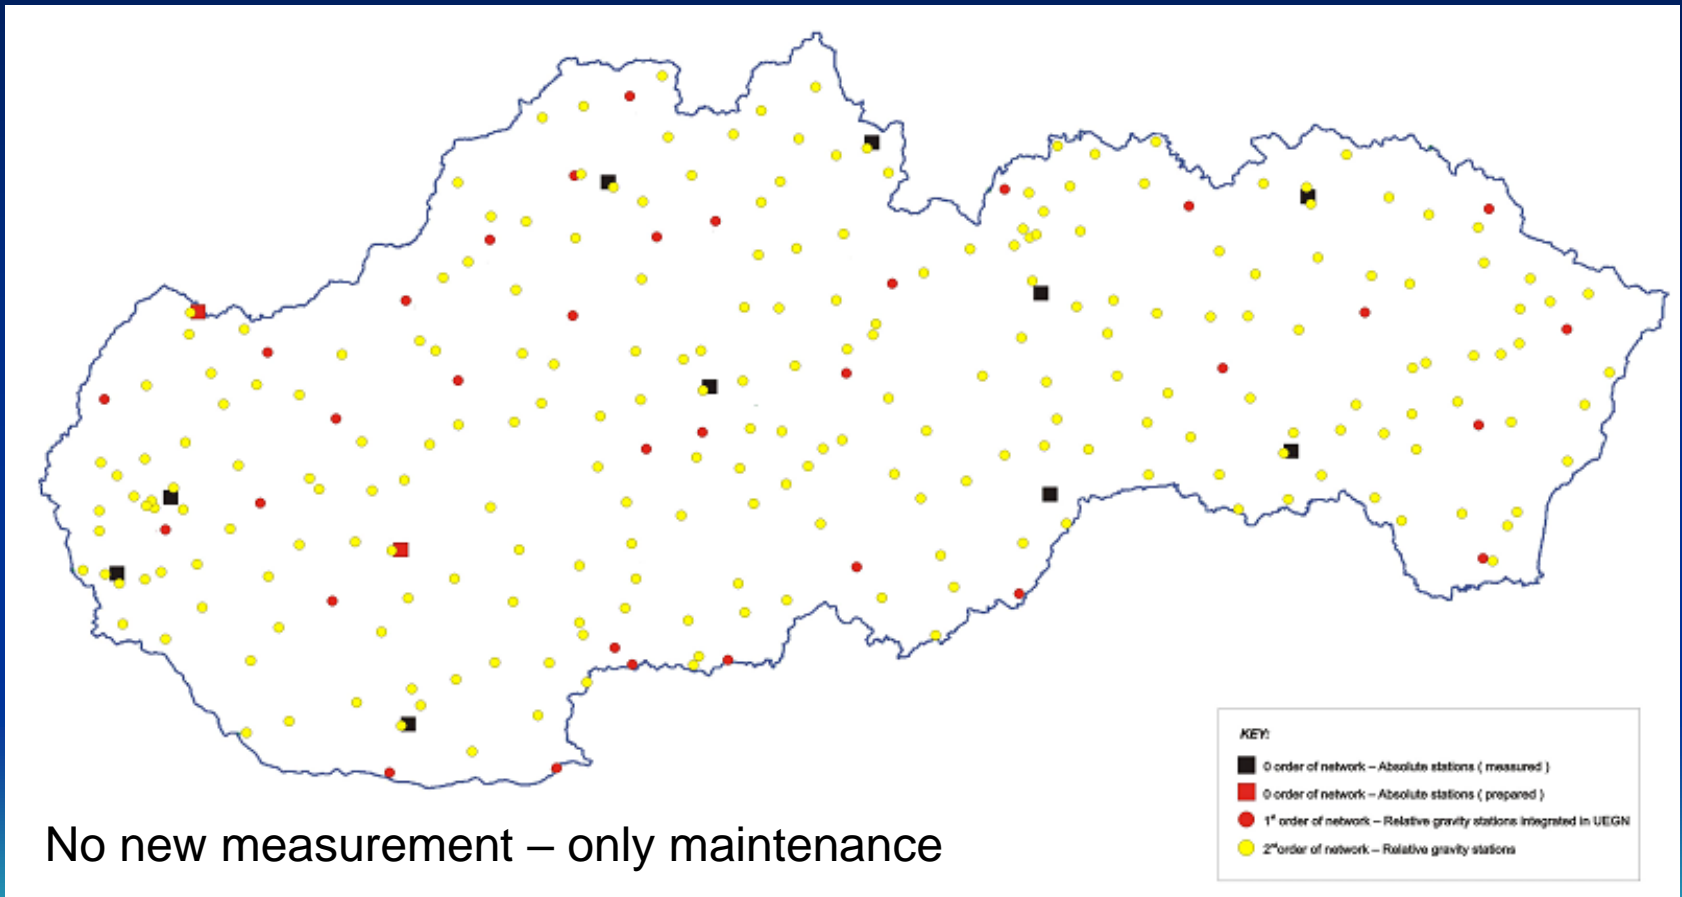 KEY:
0 order of network – Absolute stations ( measured )
0 order of network – Absolute stations ( prepared )
1st order of network – Relative gravity stations integrated in UEGN
2nd order of network – Relative gravity stations
No new measurement – only maintenance